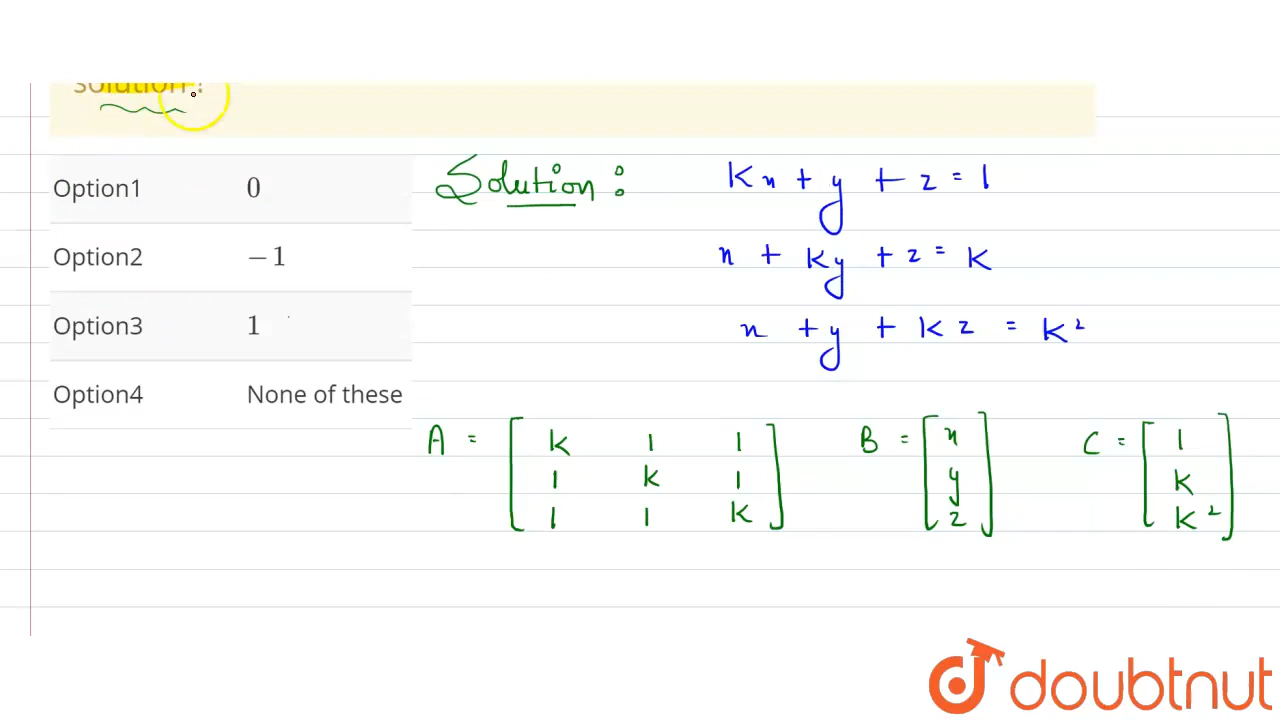 solution?
Option1 0
Option2 −1
Option3 1
Option4 None of these
Solution :
Kx + y + z = 1
x + Ky + z = K
x + y + Kz = K²
A = [K 1 1
1 K 1
1 1 K]
B = [x
y
z]
C = [1
K
K²]
doubtnut